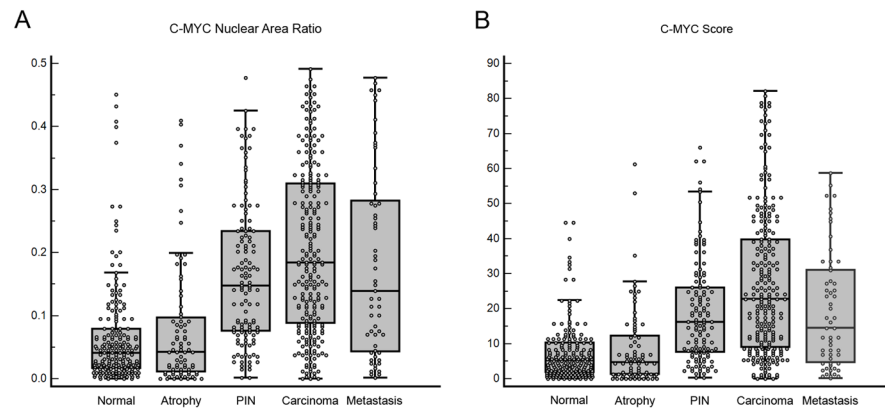 A
C-MYC Nuclear Area Ratio
0.5
0.4
0.3
0.2
0.1
0.0
Normal Atrophy PIN Carcinoma Metastasis
B
C-MYC Score
90
80
70
60
50
40
30
20
10
0
Normal Atrophy PIN Carcinoma Metastasis